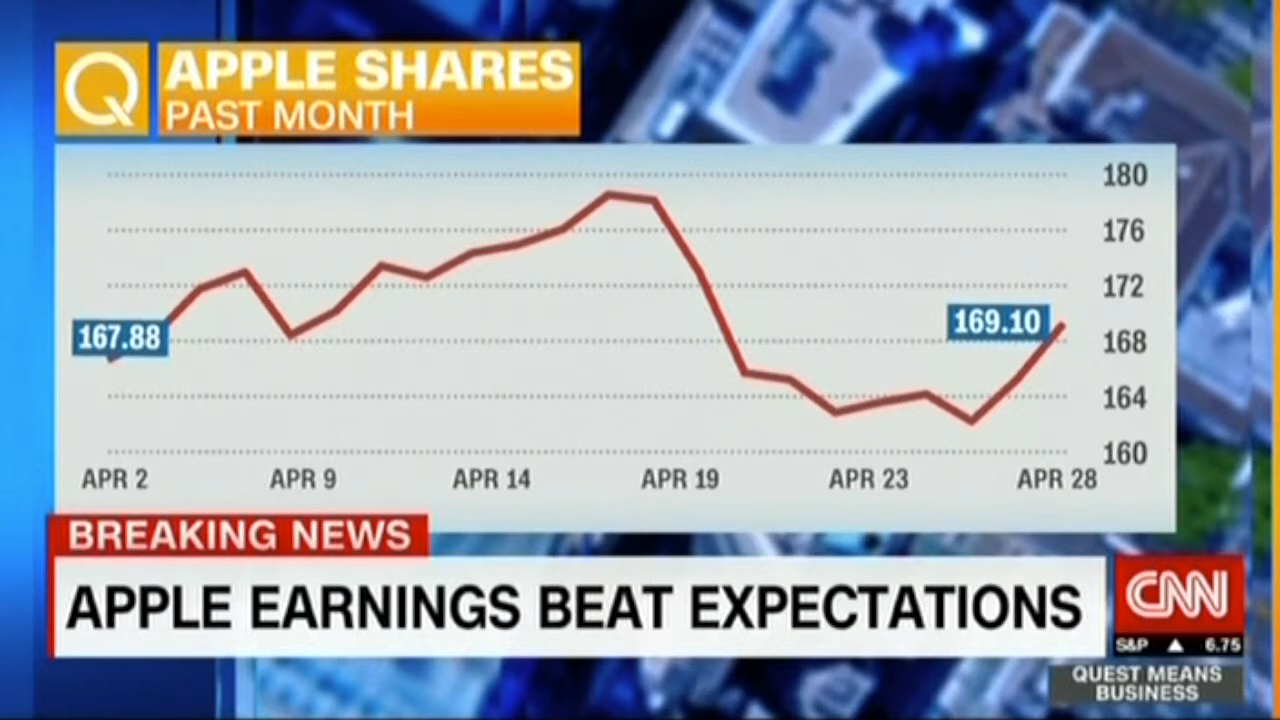 Q
APPLE SHARES
PAST MONTH
180
176
172
168
164
160
167.88
169.10
APR 2 APR 9 APR 14 APR 19 APR 23 APR 28
BREAKING NEWS
APPLE EARNINGS BEAT EXPECTATIONS
CNN
S&P ▲ 6.75
QUEST MEANS
BUSINESS